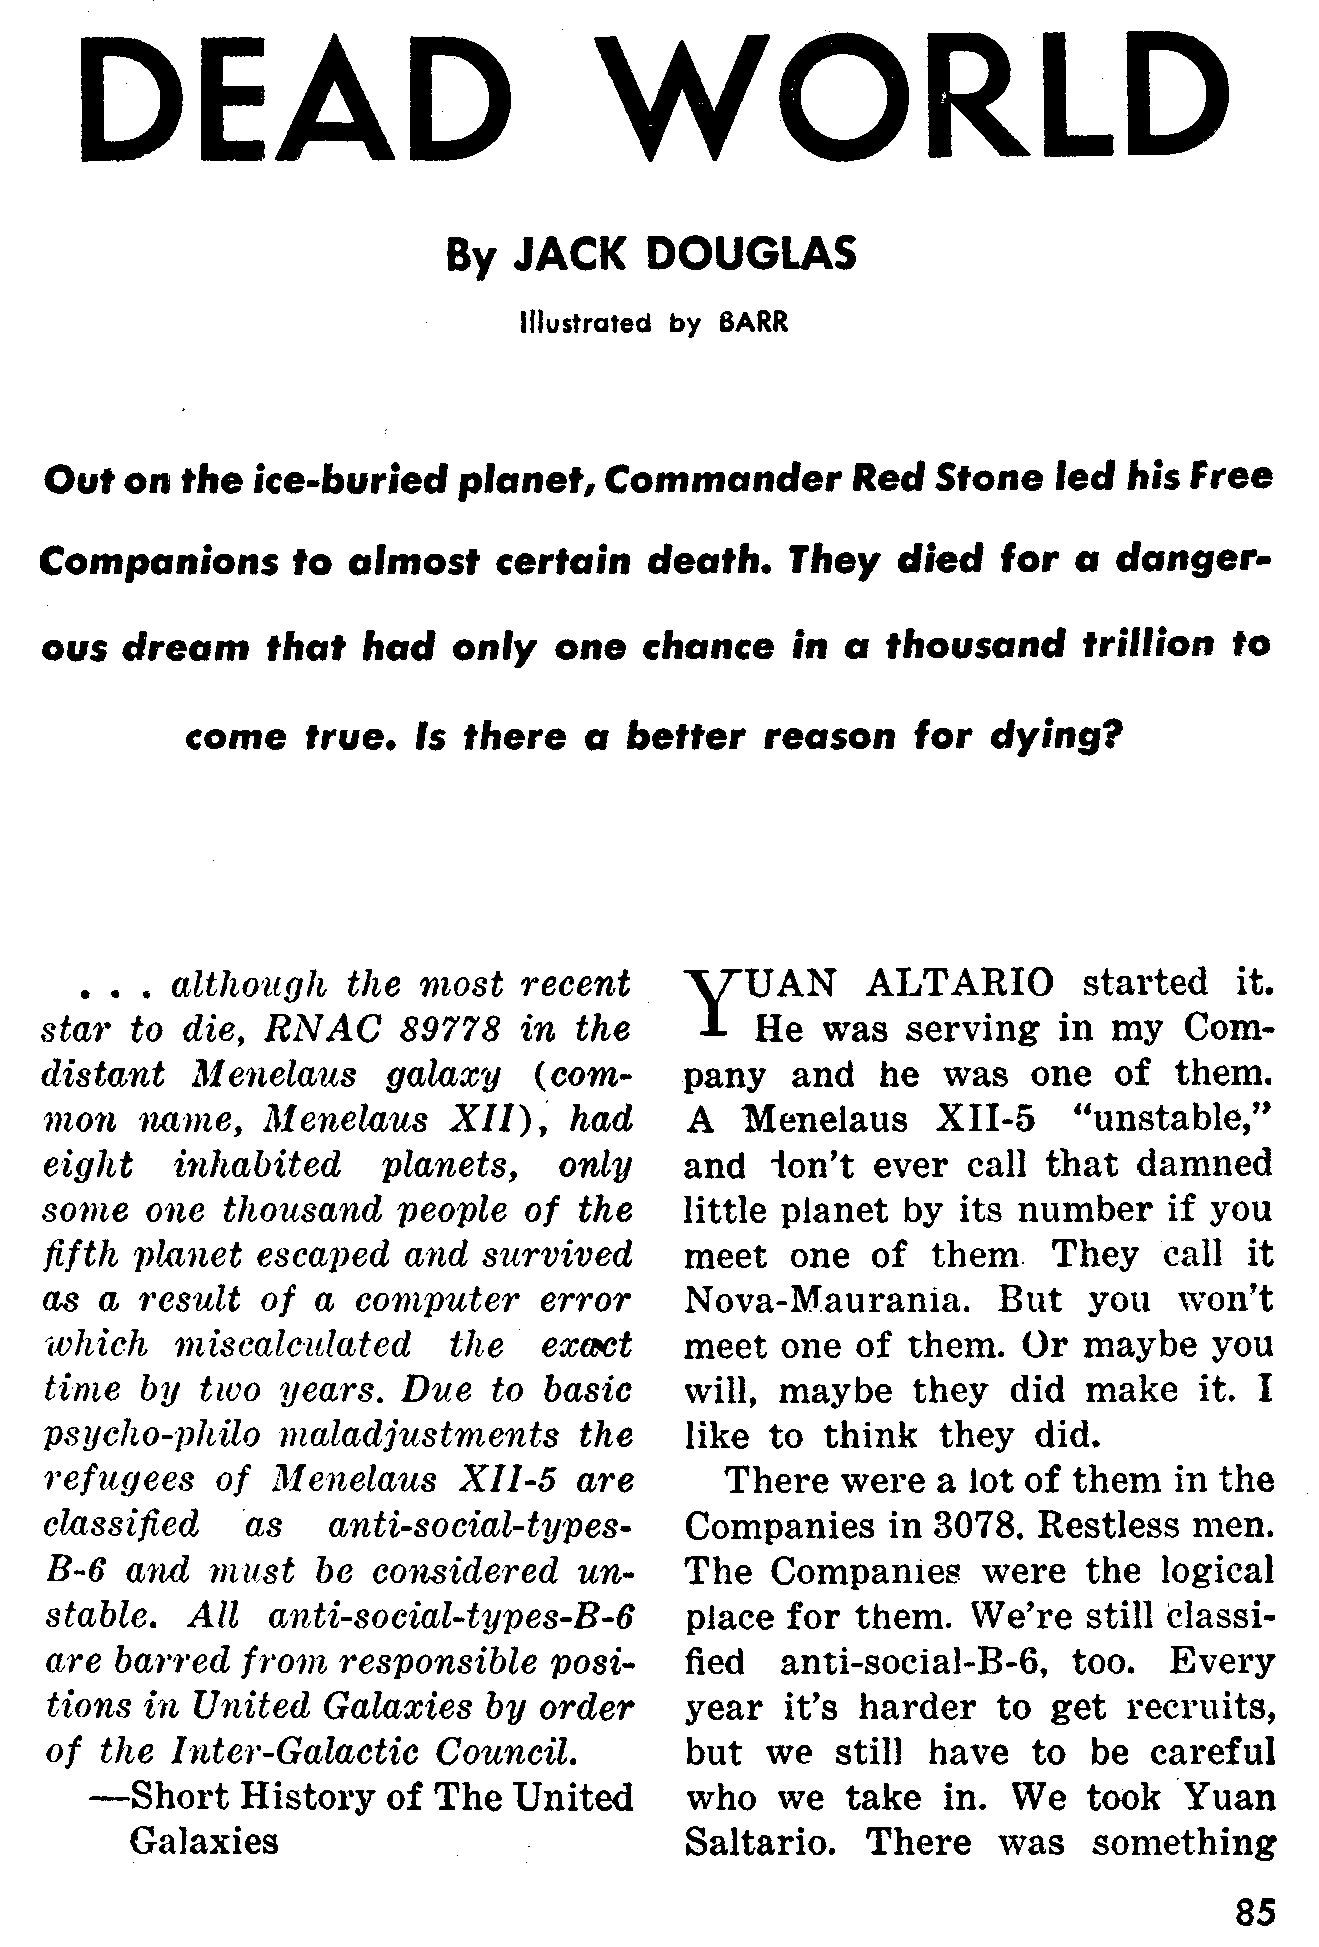 DEAD WORLD
By JACK DOUGLAS
Illustrated by BARR
Out on the ice-buried planet, Commander Red Stone led his Free
Companions to almost certain death. They died for a danger-
ous dream that had only one chance in a thousand trillion to
come true. Is there a better reason for dying?
. . . although the most recent
star to die, RNAC 89778 in the
distant Menelaus galaxy (com-
mon name, Menelaus XII), had
eight inhabited planets, only
some one thousand people of the
fifth planet escaped and survived
as a result of a computer error
which miscalculated the exact
time by two years. Due to basic
psycho-philo maladjustments the
refugees of Menelaus XII-5 are
classified as anti-social-types-
B-6 and must be considered un-
stable. All anti-social-types-B-6
are barred from responsible posi-
tions in United Galaxies by order
of the Inter-Galactic Council.
—Short History of The United
Galaxies
YUAN ALTARIO started it.
He was serving in my Com-
pany and he was one of them.
A Menelaus XII-5 “unstable,”
and don't ever call that damned
little planet by its number if you
meet one of them They call it
Nova-Maurania. But you won't
meet one of them. Or maybe you
will, maybe they did make it. I
like to think they did.
There were a lot of them in the
Companies in 3078. Restless men.
The Companies were the logical
place for them. We're still classi-
fied anti-social-B-6, too. Every
year it's harder to get recruits,
but we still have to be careful
who we take in. We took Yuan
Saltario. There was something
85